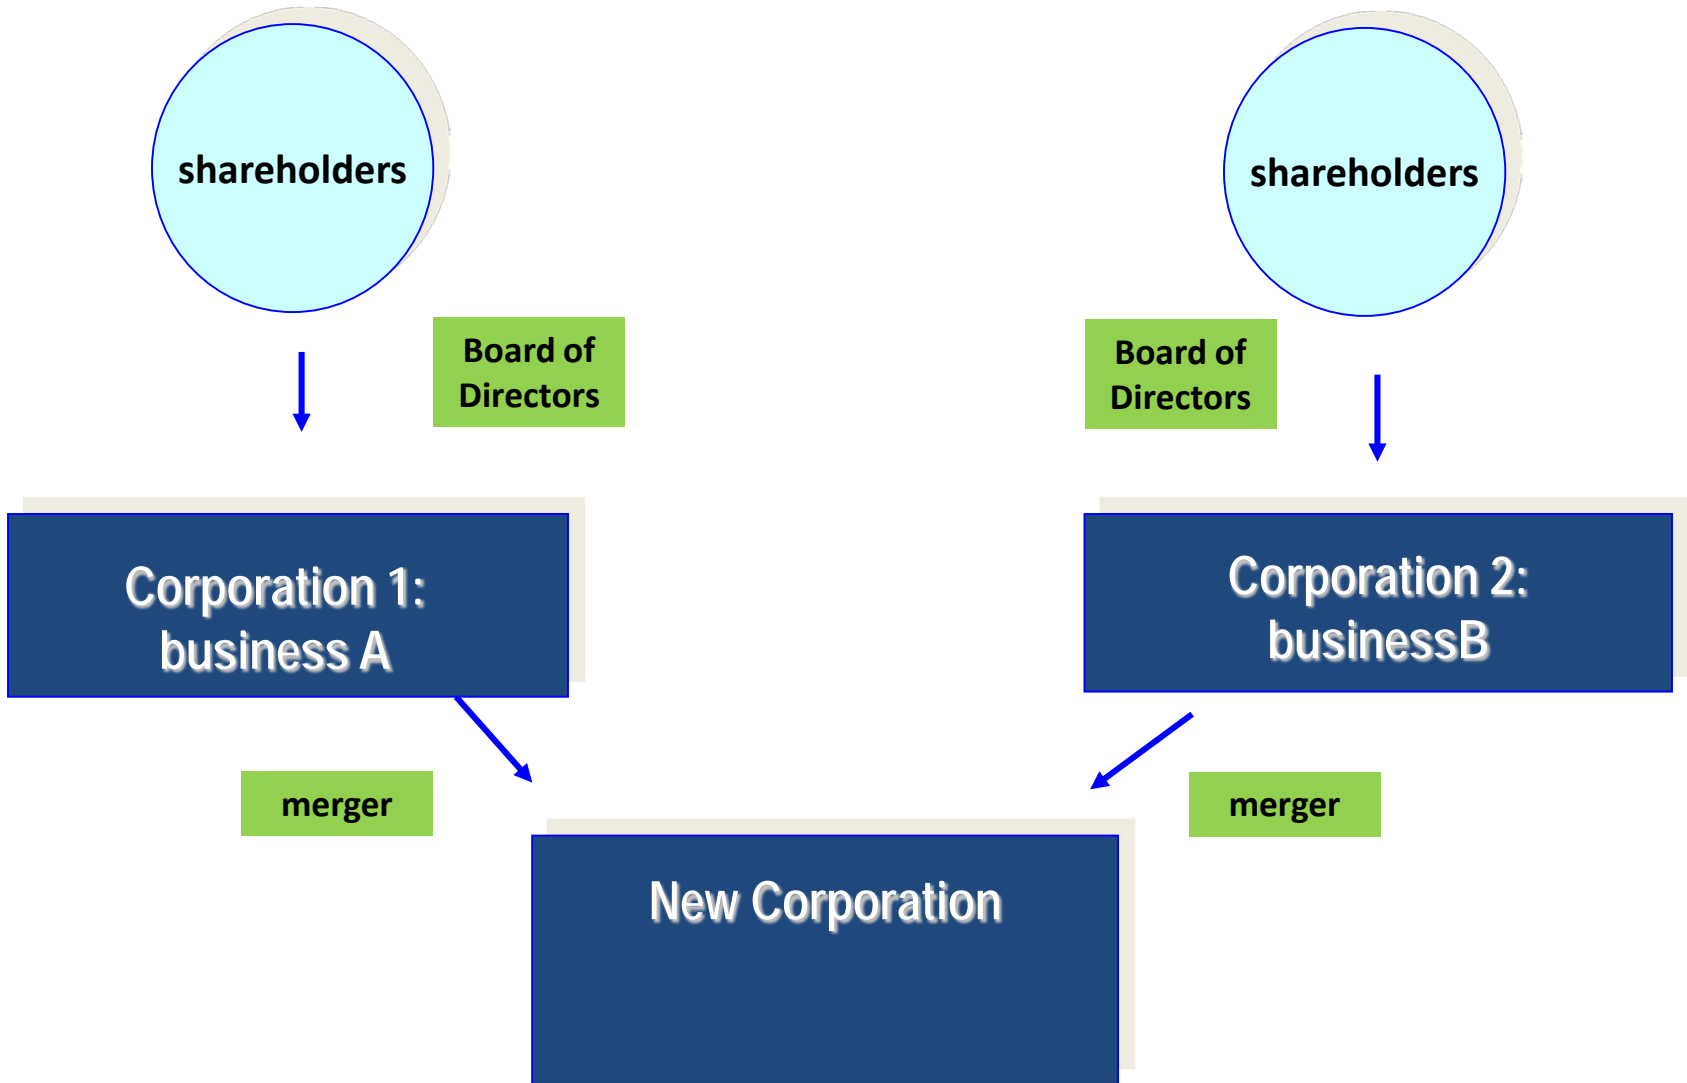 shareholders
shareholders
Board of
Directors
Board of
Directors
Corporation 1:
business A
Corporation 2:
businessB
merger
merger
New Corporation